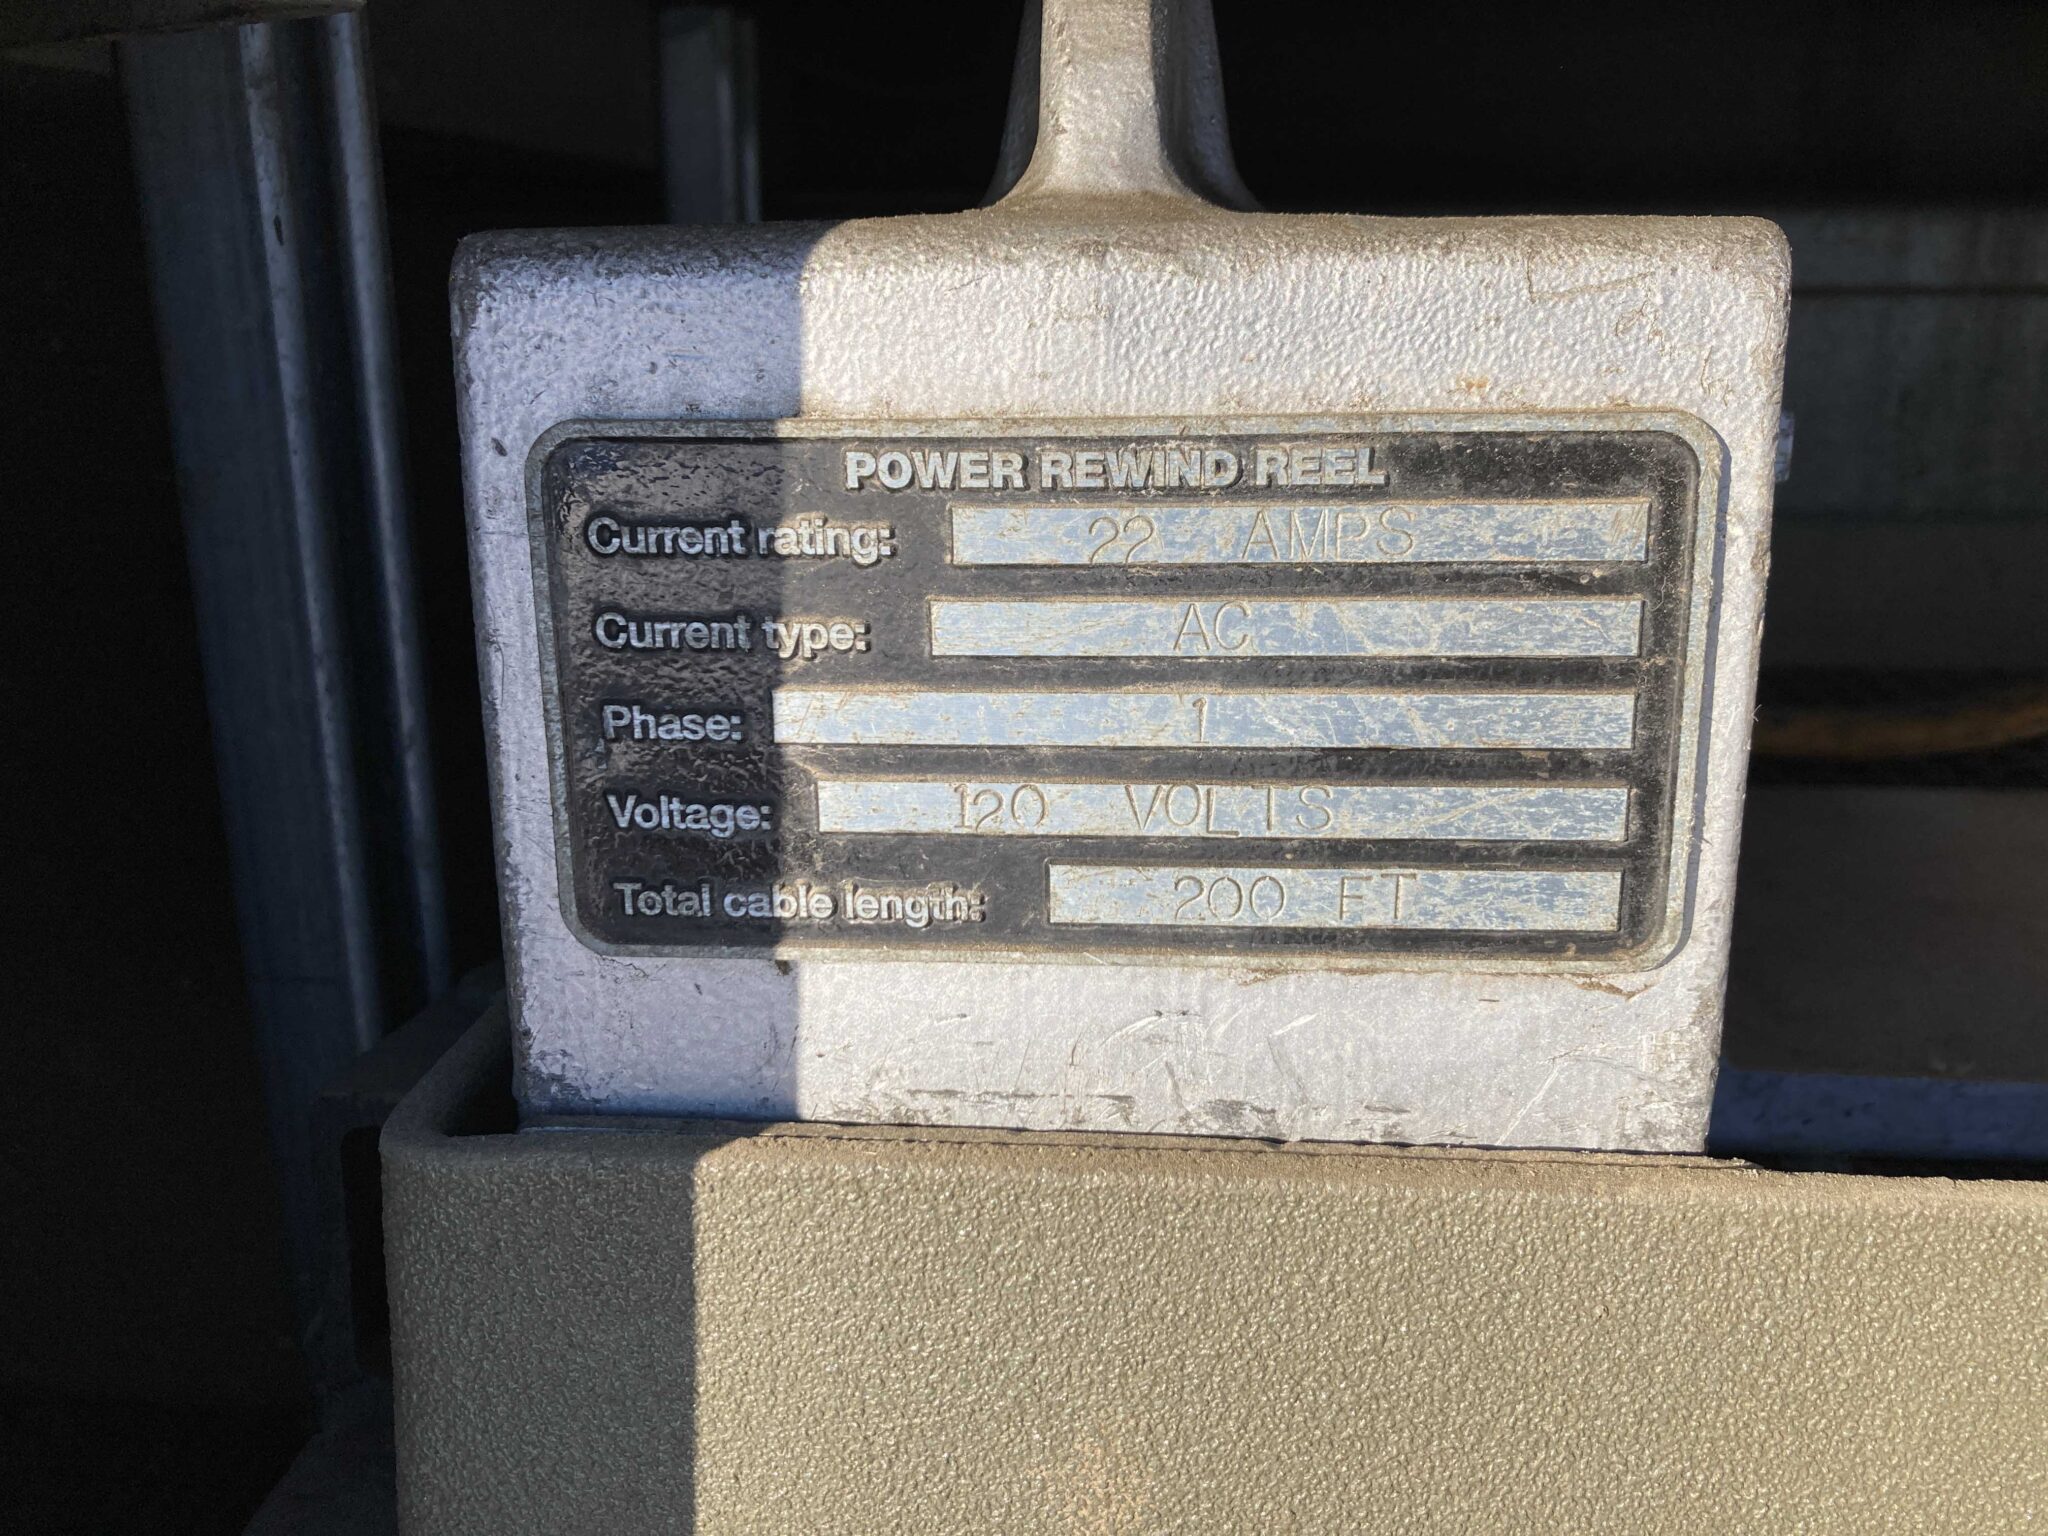 POWER REWIND REEL
Current rating: 22 AMPS
Current type: AC
Phase: 1
Voltage: 120 VOLTS
Total cable length: 200 FT